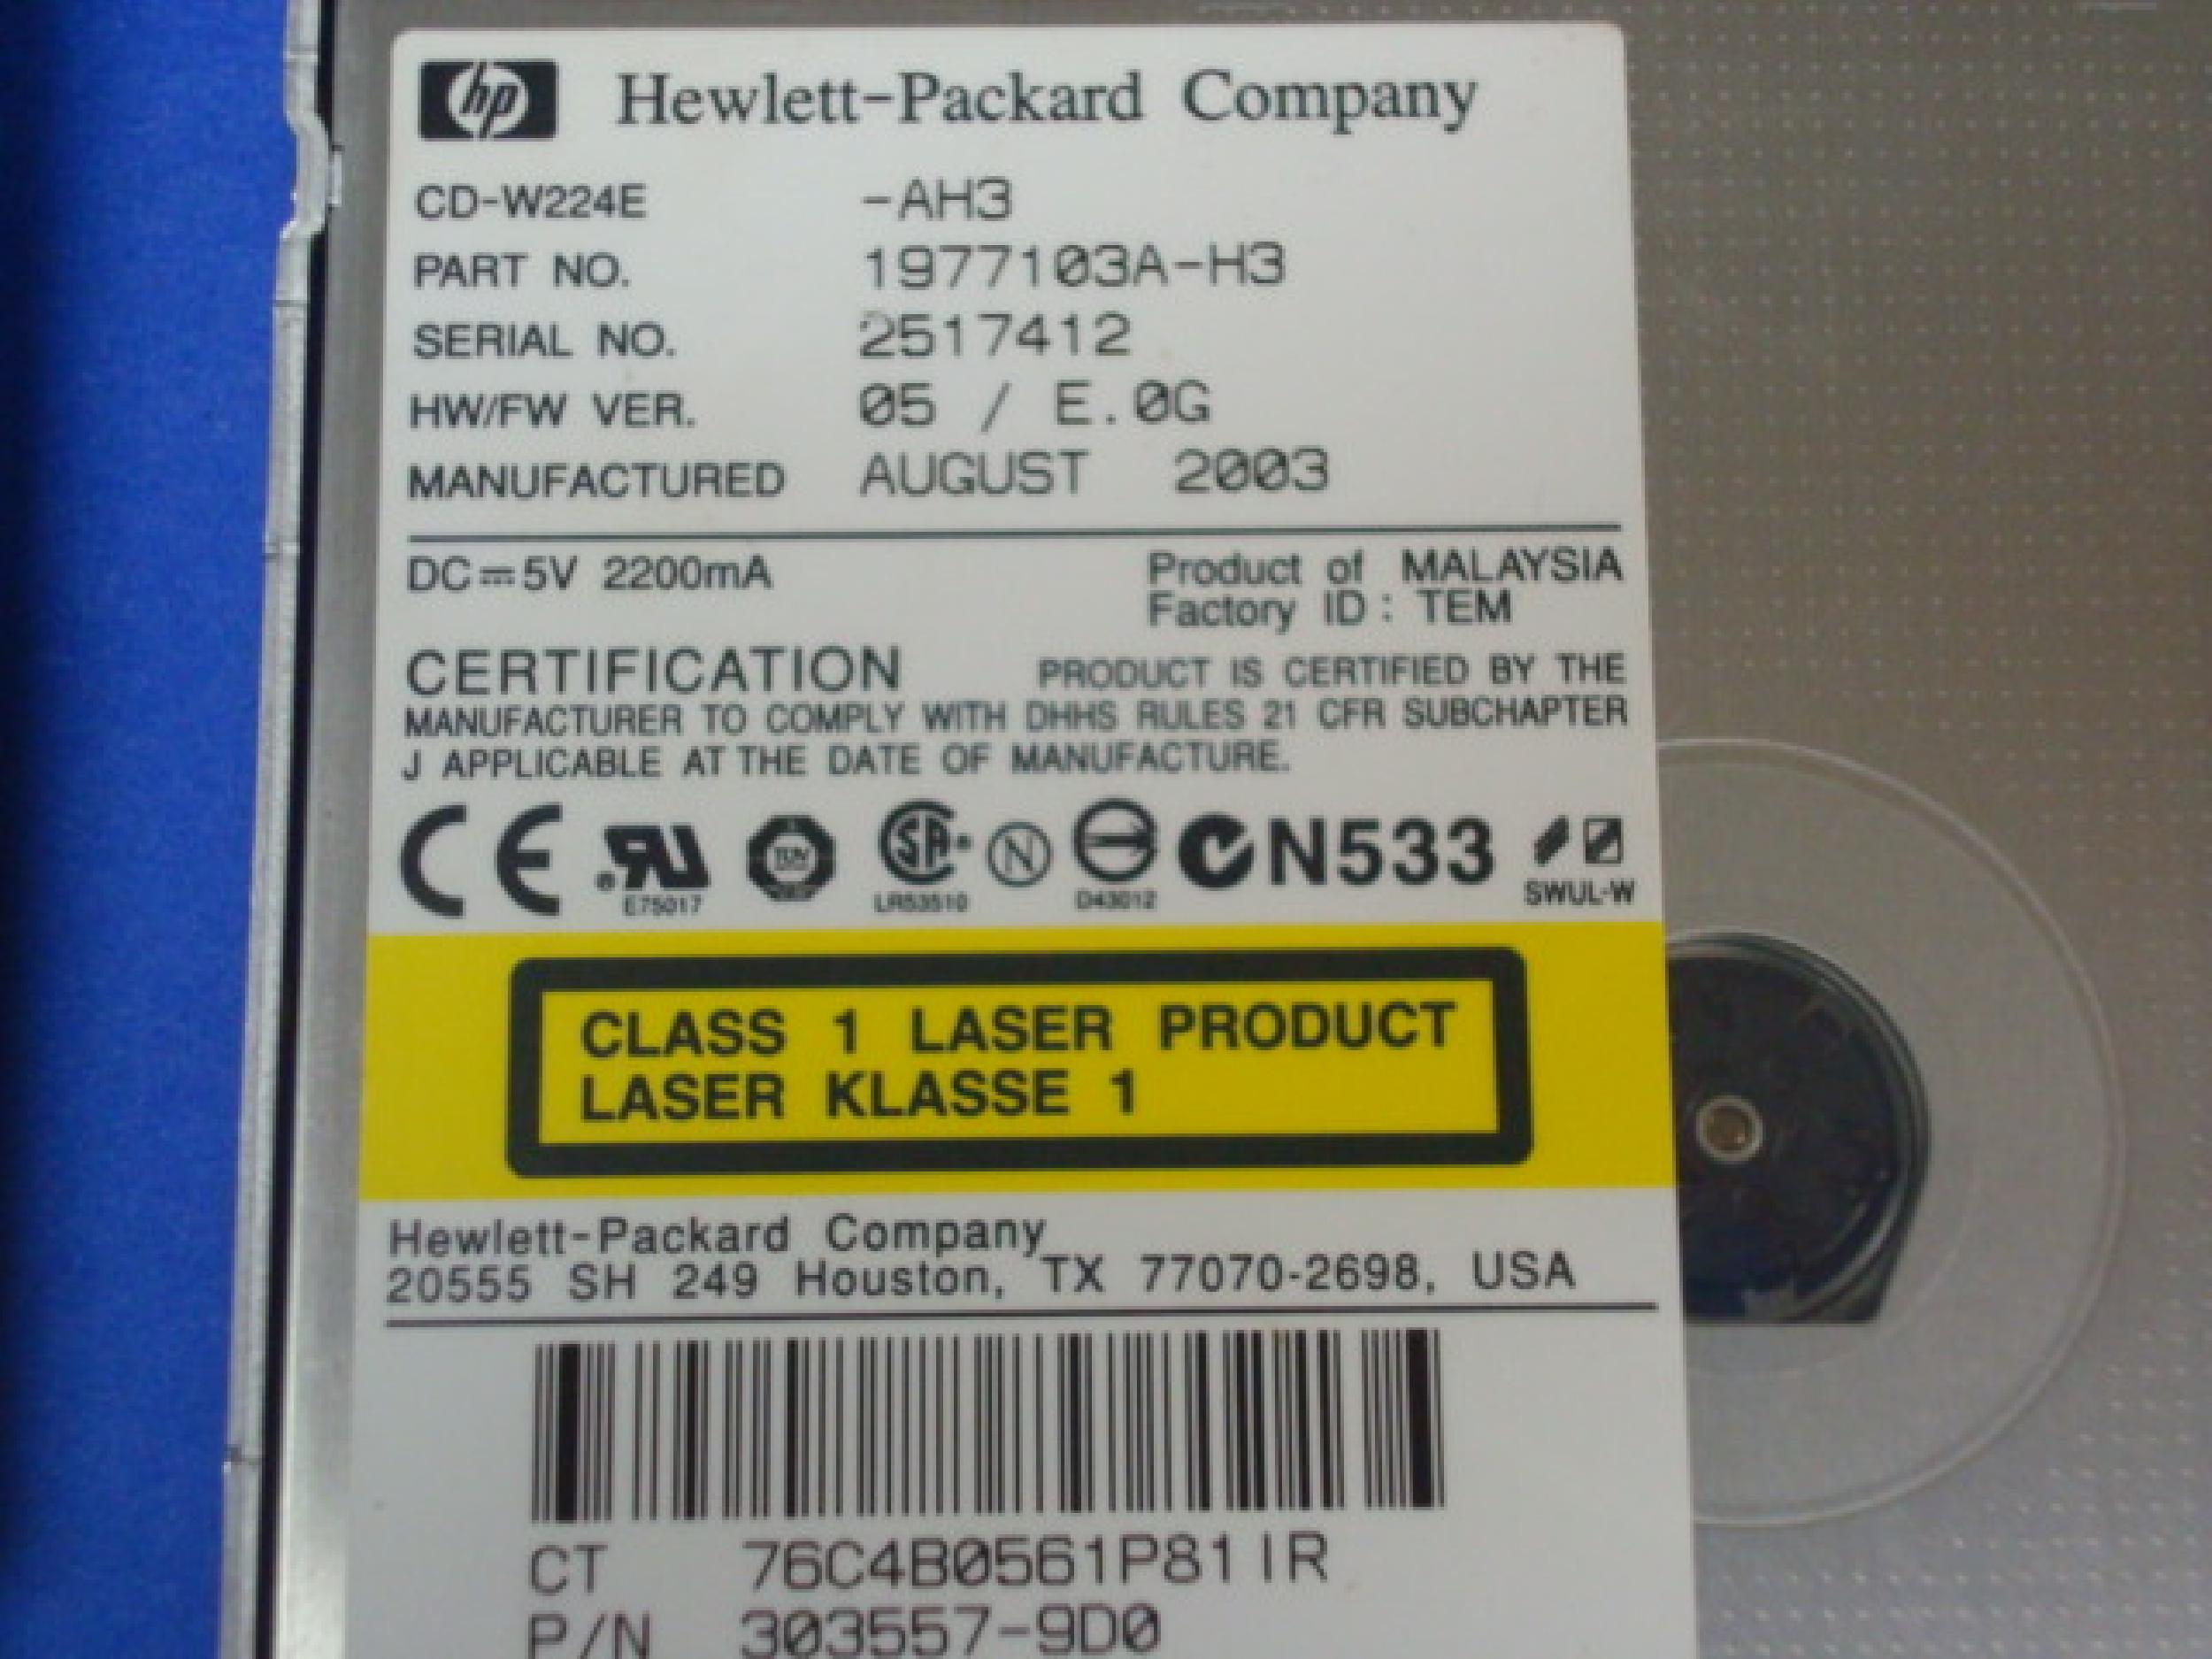 hp Hewlett-Packard Company
CD-W224E -AH3
PART NO. 1977103A-H3
SERIAL NO. 2517412
HW/FW VER. 05 / E.0G
MANUFACTURED AUGUST 2003
DC⎓5V 2200mA Product of MALAYSIA
Factory ID : TEM
CERTIFICATION PRODUCT IS CERTIFIED BY THE
MANUFACTURER TO COMPLY WITH DHHS RULES 21 CFR SUBCHAPTER
J APPLICABLE AT THE DATE OF MANUFACTURE.
CE RU TUV SA N N533
E75017 LR53510 D43012 SWUL-W
CLASS 1 LASER PRODUCT
LASER KLASSE 1
Hewlett-Packard Company
20555 SH 249 Houston, TX 77070-2698, USA
CT 76C4B0561P81IR
P/N 303557-9D0